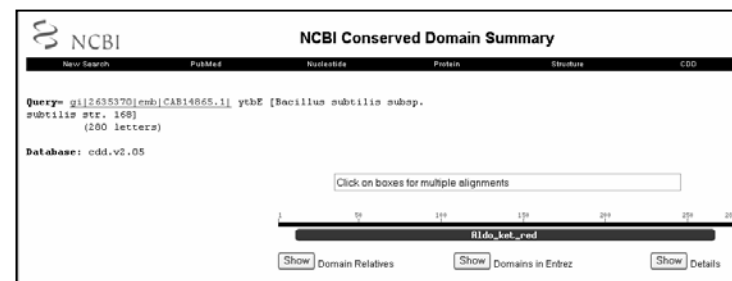 NCBI
NCBI Conserved Domain Summary
New Search PubMed Nucleotide Protein Structure CDD
Query= gi|2635370|emb|CAB14865.1| ytbE [Bacillus subtilis subsp.
subtilis str. 168]
(280 letters)
Database: cdd.v2.05
Click on boxes for multiple alignments
1 50 100 150 200 250
Aldo_ket_red
Show Domain Relatives Show Domains in Entrez Show Details